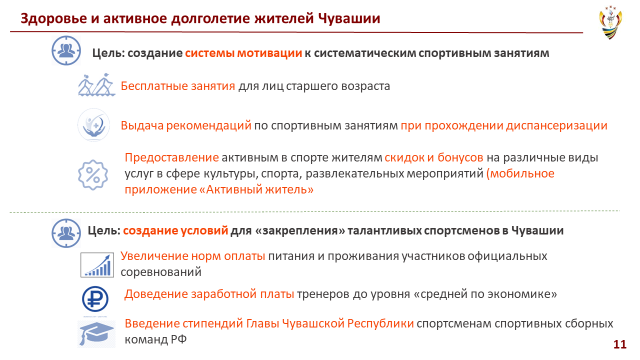 Здоровье и активное долголетие жителей Чувашии
Цель: создание системы мотивации к систематическим спортивным занятиям
Бесплатные занятия для лиц старшего возраста
Выдача рекомендаций по спортивным занятиям при прохождении диспансеризации
Предоставление активным в спорте жителям скидок и бонусов на различные виды
услуг в сфере культуры, спорта, развлекательных мероприятий (мобильное
приложение «Активный житель»
Цель: создание условий для «закрепления» талантливых спортсменов в Чувашии
Увеличение норм оплаты питания и проживания участников официальных
соревнований
Доведение заработной платы тренеров до уровня «средней по экономике»
Введение стипендий Главы Чувашской Республики спортсменам спортивных сборных
команд РФ
11